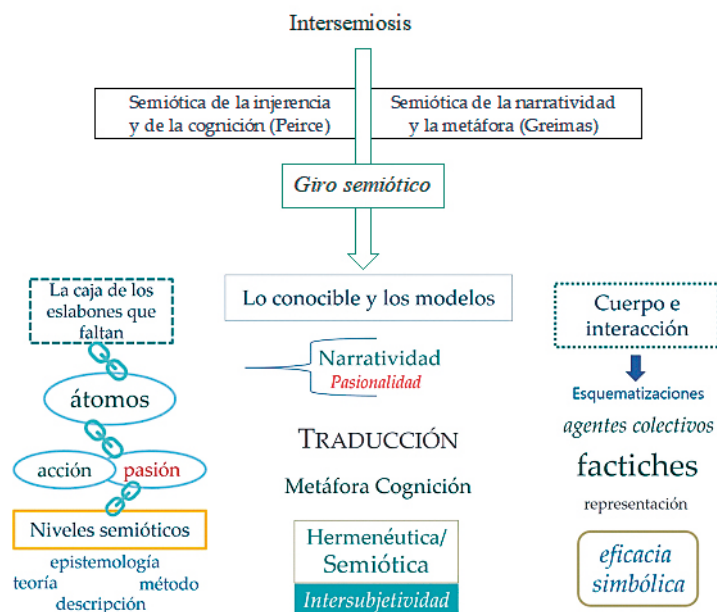 Intersemiosis
Semiótica de la injerencia
y de la cognición (Peirce)
Semiótica de la narratividad
y la metáfora (Greimas)
Giro semiótico
La caja de los
eslabones que
faltan
átomos
acción
pasión
Niveles semióticos
epistemología
teoría
método
descripción
Lo conocible y los modelos
Narratividad
Pasionalidad
TRADUCCIÓN
Metáfora Cognición
Hermenéutica/
Semiótica
Intersubjetividad
Cuerpo e
interacción
Esquematizaciones
agentes colectivos
factiches
representación
eficacia
simbólica